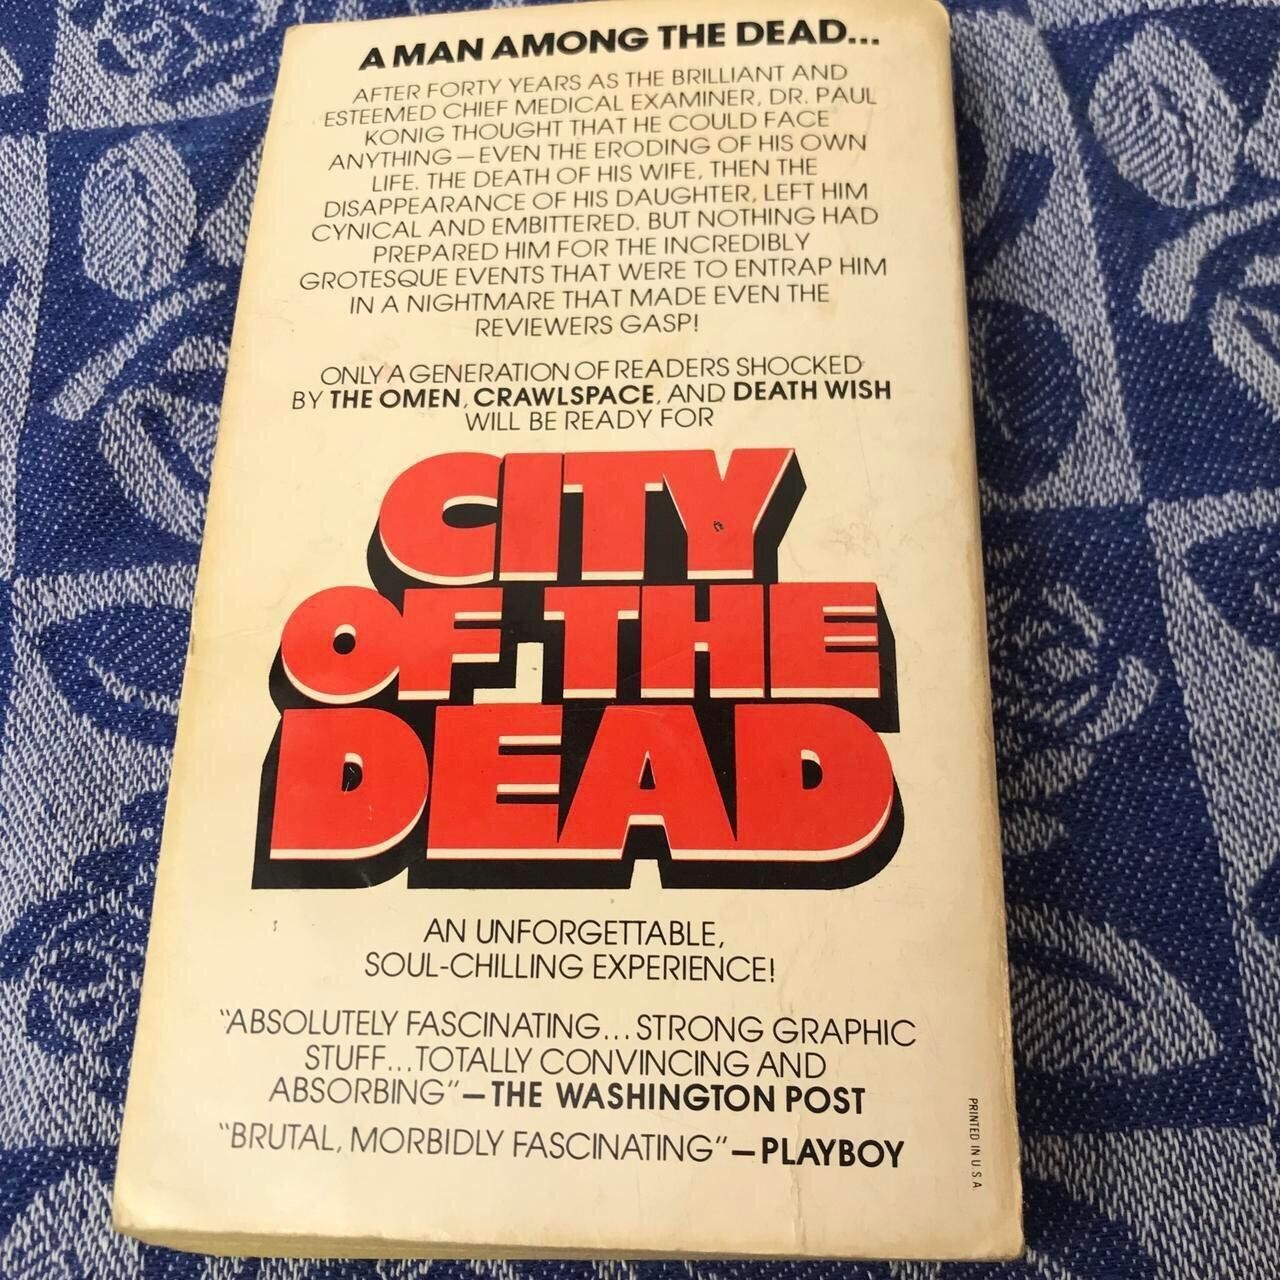 A MAN AMONG THE DEAD...
AFTER FORTY YEARS AS THE BRILLIANT AND
ESTEEMED CHIEF MEDICAL EXAMINER, DR. PAUL
KONIG THOUGHT THAT HE COULD FACE
ANYTHING—EVEN THE ERODING OF HIS OWN
LIFE. THE DEATH OF HIS WIFE, THEN THE
DISAPPEARANCE OF HIS DAUGHTER, LEFT HIM
CYNICAL AND EMBITTERED. BUT NOTHING HAD
PREPARED HIM FOR THE INCREDIBLY
GROTESQUE EVENTS THAT WERE TO ENTRAP HIM
IN A NIGHTMARE THAT MADE EVEN THE
REVIEWERS GASP!
ONLY A GENERATION OF READERS SHOCKED
BY THE OMEN, CRAWLSPACE, AND DEATH WISH
WILL BE READY FOR
CITY
OF THE
DEAD
AN UNFORGETTABLE,
SOUL-CHILLING EXPERIENCE!
"ABSOLUTELY FASCINATING...STRONG GRAPHIC
STUFF...TOTALLY CONVINCING AND
ABSORBING"—THE WASHINGTON POST
"BRUTAL, MORBIDLY FASCINATING"—PLAYBOY
PRINTED IN U.S.A.